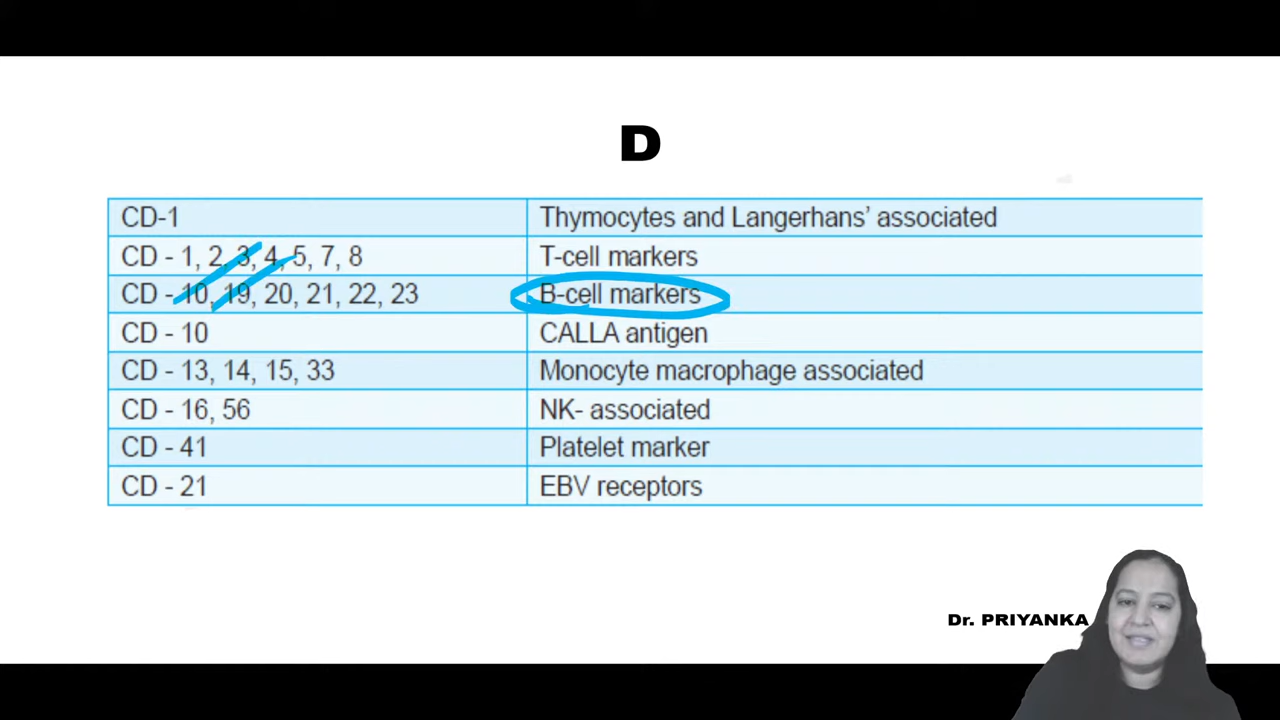 D
CD-1 Thymocytes and Langerhans’ associated
CD - 1, 2, 3, 4, 5, 7, 8 T-cell markers
CD - 10, 19, 20, 21, 22, 23 B-cell markers
CD - 10 CALLA antigen
CD - 13, 14, 15, 33 Monocyte macrophage associated
CD - 16, 56 NK- associated
CD - 41 Platelet marker
CD - 21 EBV receptors
Dr. PRIYANKA